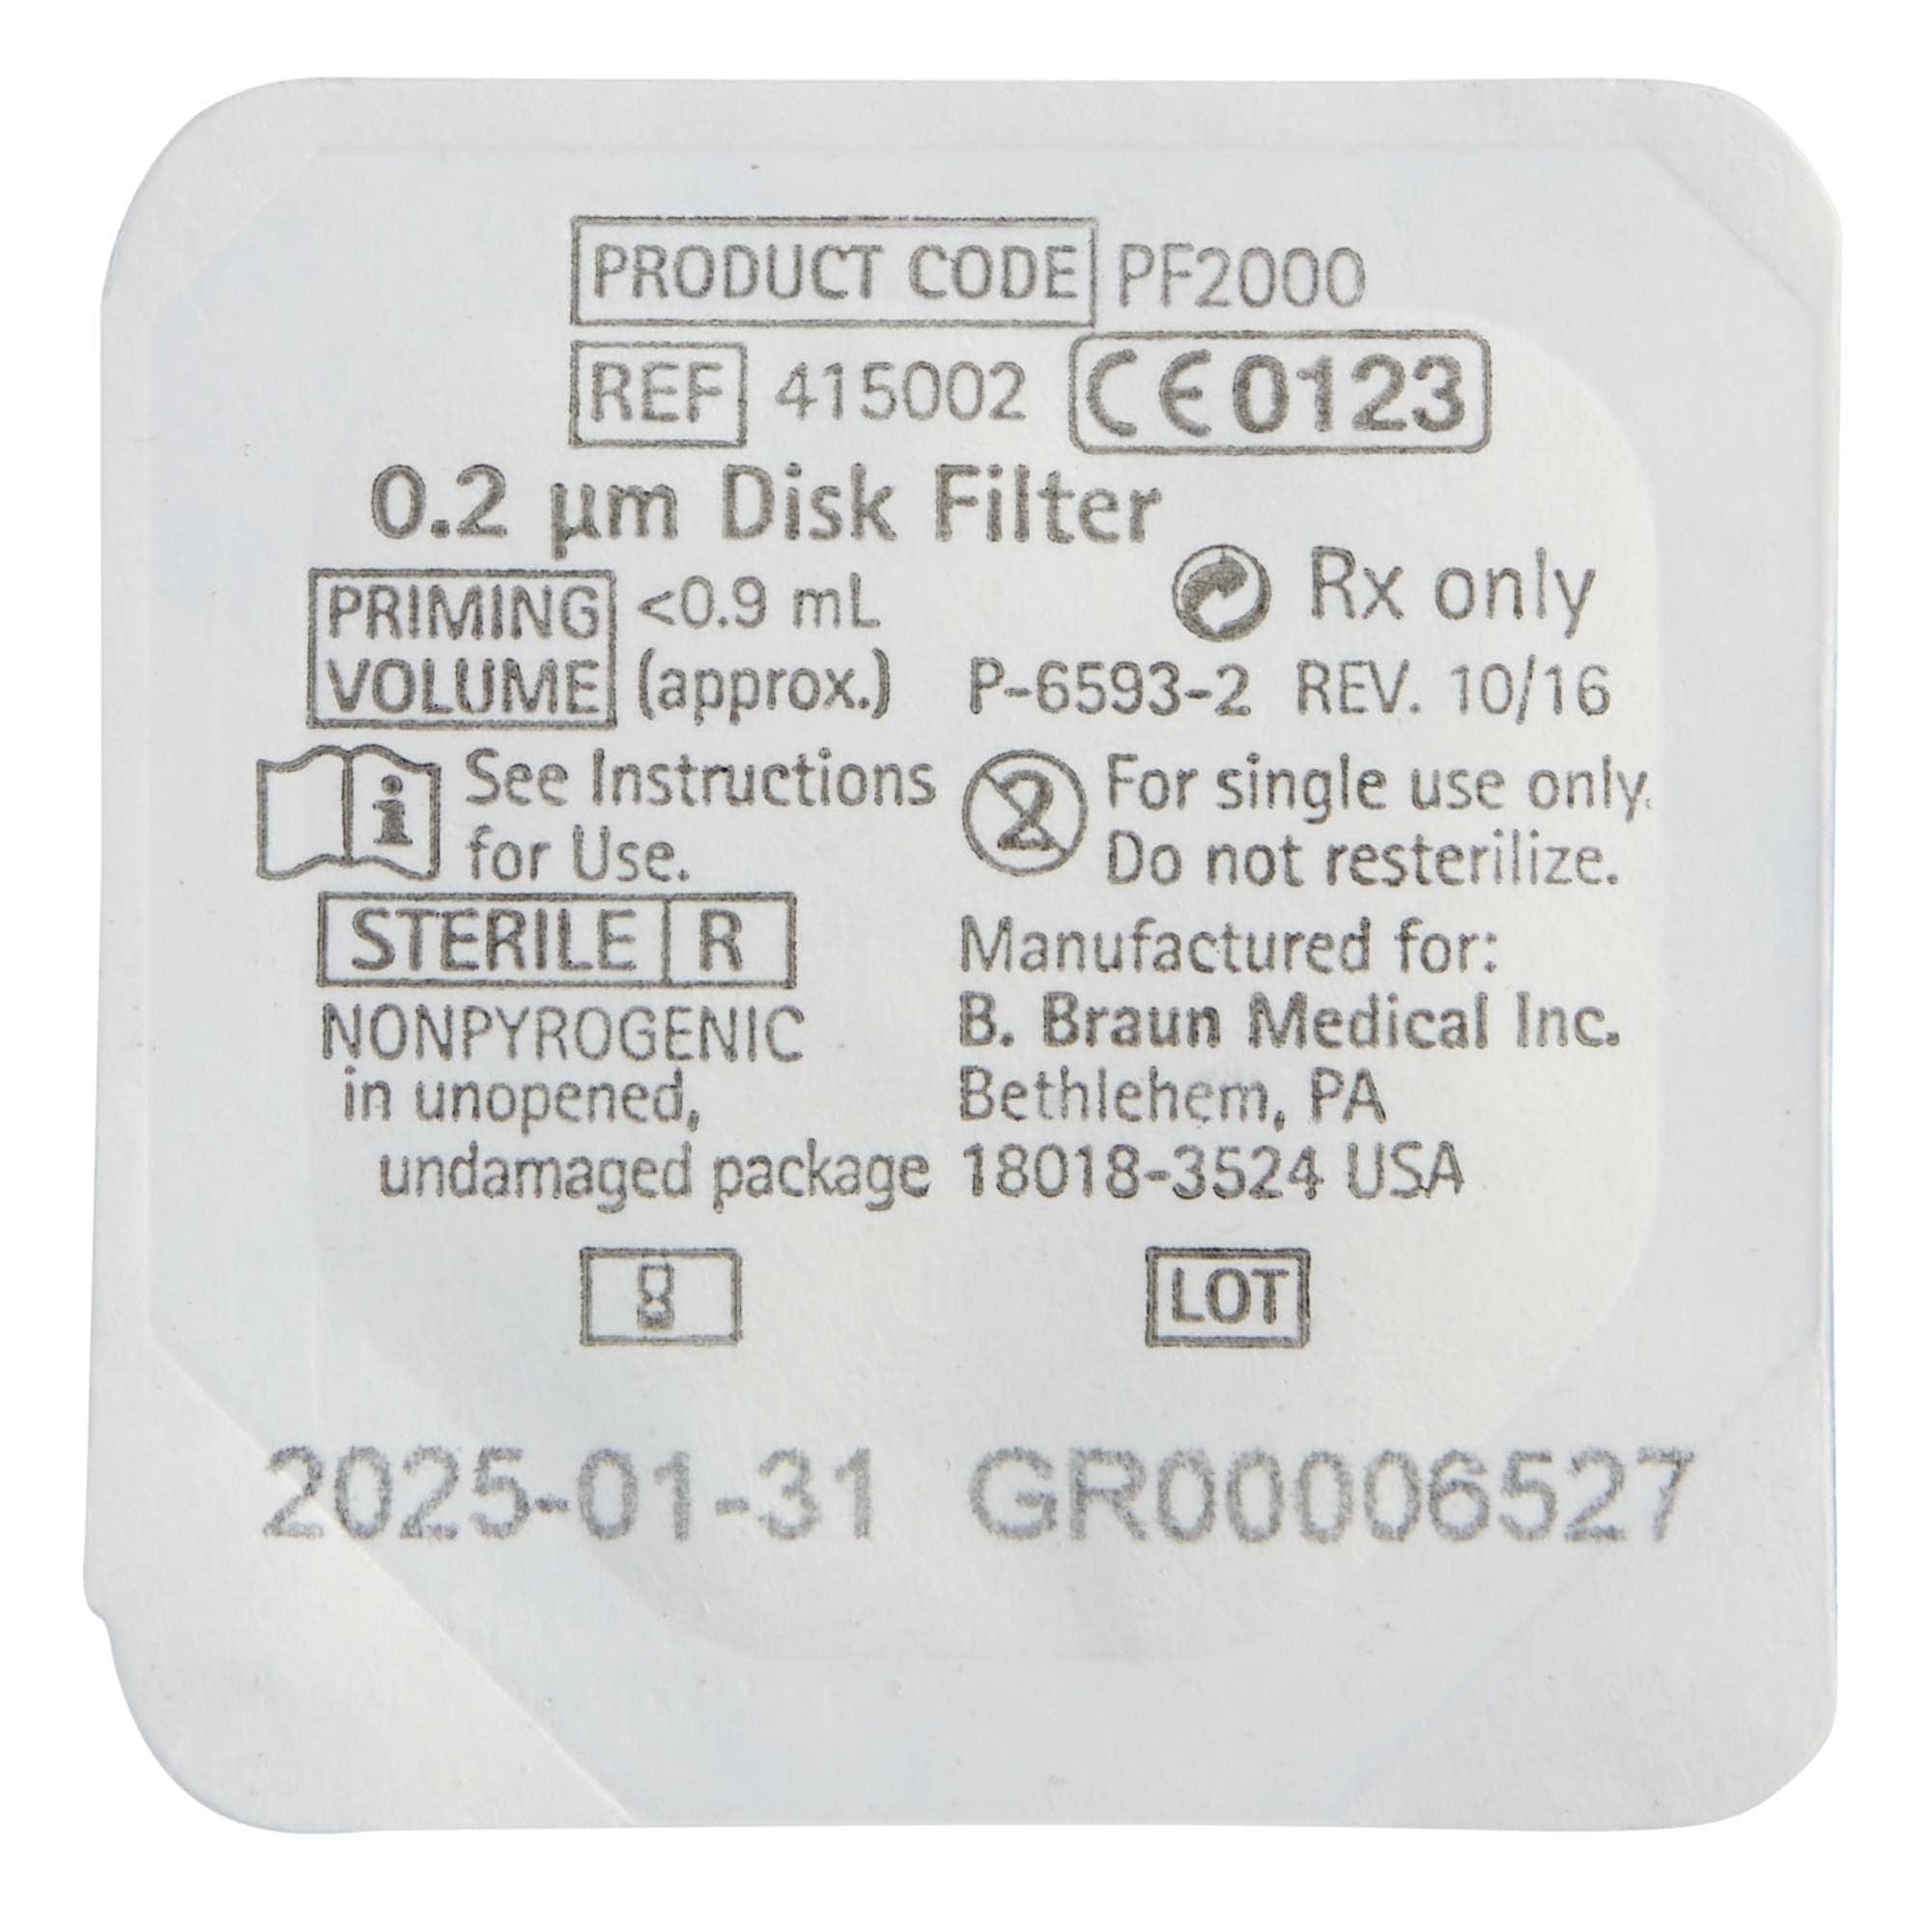 PRODUCT CODE PF2000
REF 415002 CE 0123
0.2 µm Disk Filter
PRIMING VOLUME <0.9 mL (approx.)
Rx only
P-6593-2 REV. 10/16
See Instructions
for Use.
2 For single use only.
Do not resterilize.
STERILE R
NONPYROGENIC
in unopened,
undamaged package
Manufactured for:
B. Braun Medical Inc.
Bethlehem, PA
18018-3524 USA
LOT
2025-01-31 GR00006527